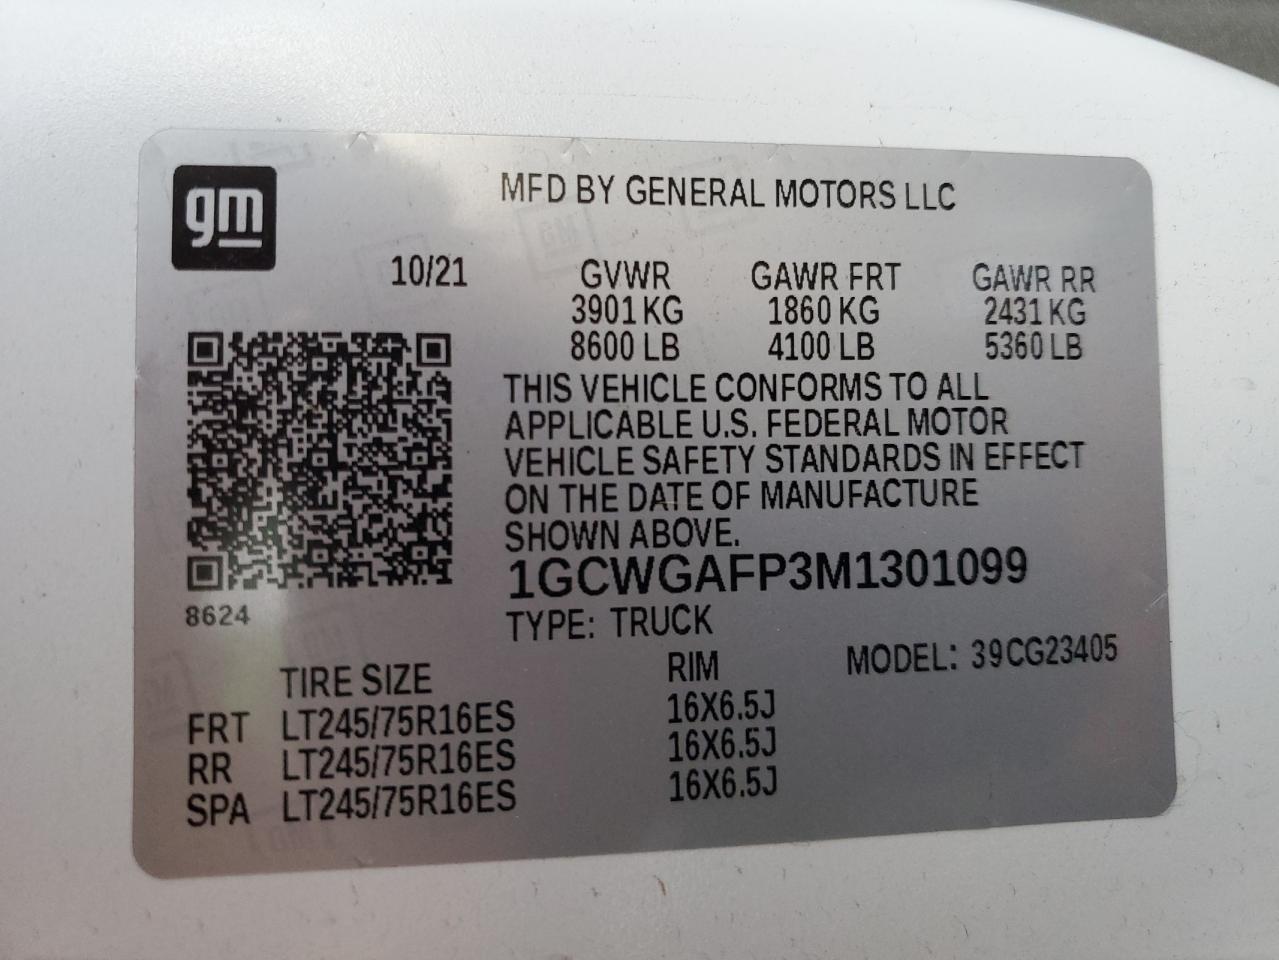 gm
MFD BY GENERAL MOTORS LLC
10/21 GVWR GAWR FRT GAWR RR
3901 KG 1860 KG 2431 KG
8600 LB 4100 LB 5360 LB
THIS VEHICLE CONFORMS TO ALL
APPLICABLE U.S. FEDERAL MOTOR
VEHICLE SAFETY STANDARDS IN EFFECT
ON THE DATE OF MANUFACTURE
SHOWN ABOVE.
1GCWGAFP3M1301099
8624
TYPE: TRUCK
MODEL: 39CG23405
TIRE SIZE RIM
FRT LT245/75R16ES 16X6.5J
RR LT245/75R16ES 16X6.5J
SPA LT245/75R16ES 16X6.5J